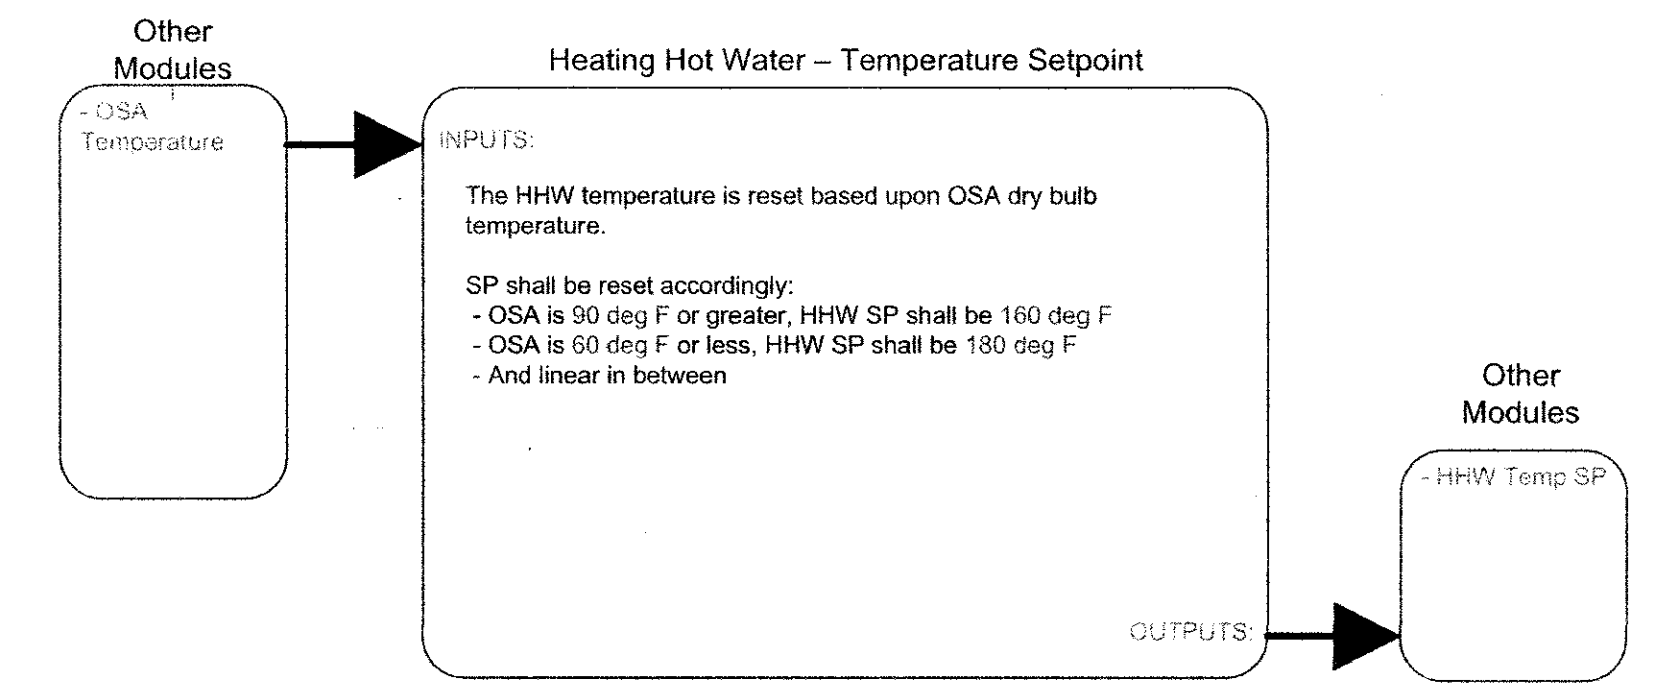 Other
Modules
- OSA
Temperature
Heating Hot Water – Temperature Setpoint
INPUTS:
The HHW temperature is reset based upon OSA dry bulb
temperature.
SP shall be reset accordingly:
- OSA is 90 deg F or greater, HHW SP shall be 160 deg F
- OSA is 60 deg F or less, HHW SP shall be 180 deg F
- And linear in between
OUTPUTS:
Other
Modules
- HHW Temp SP